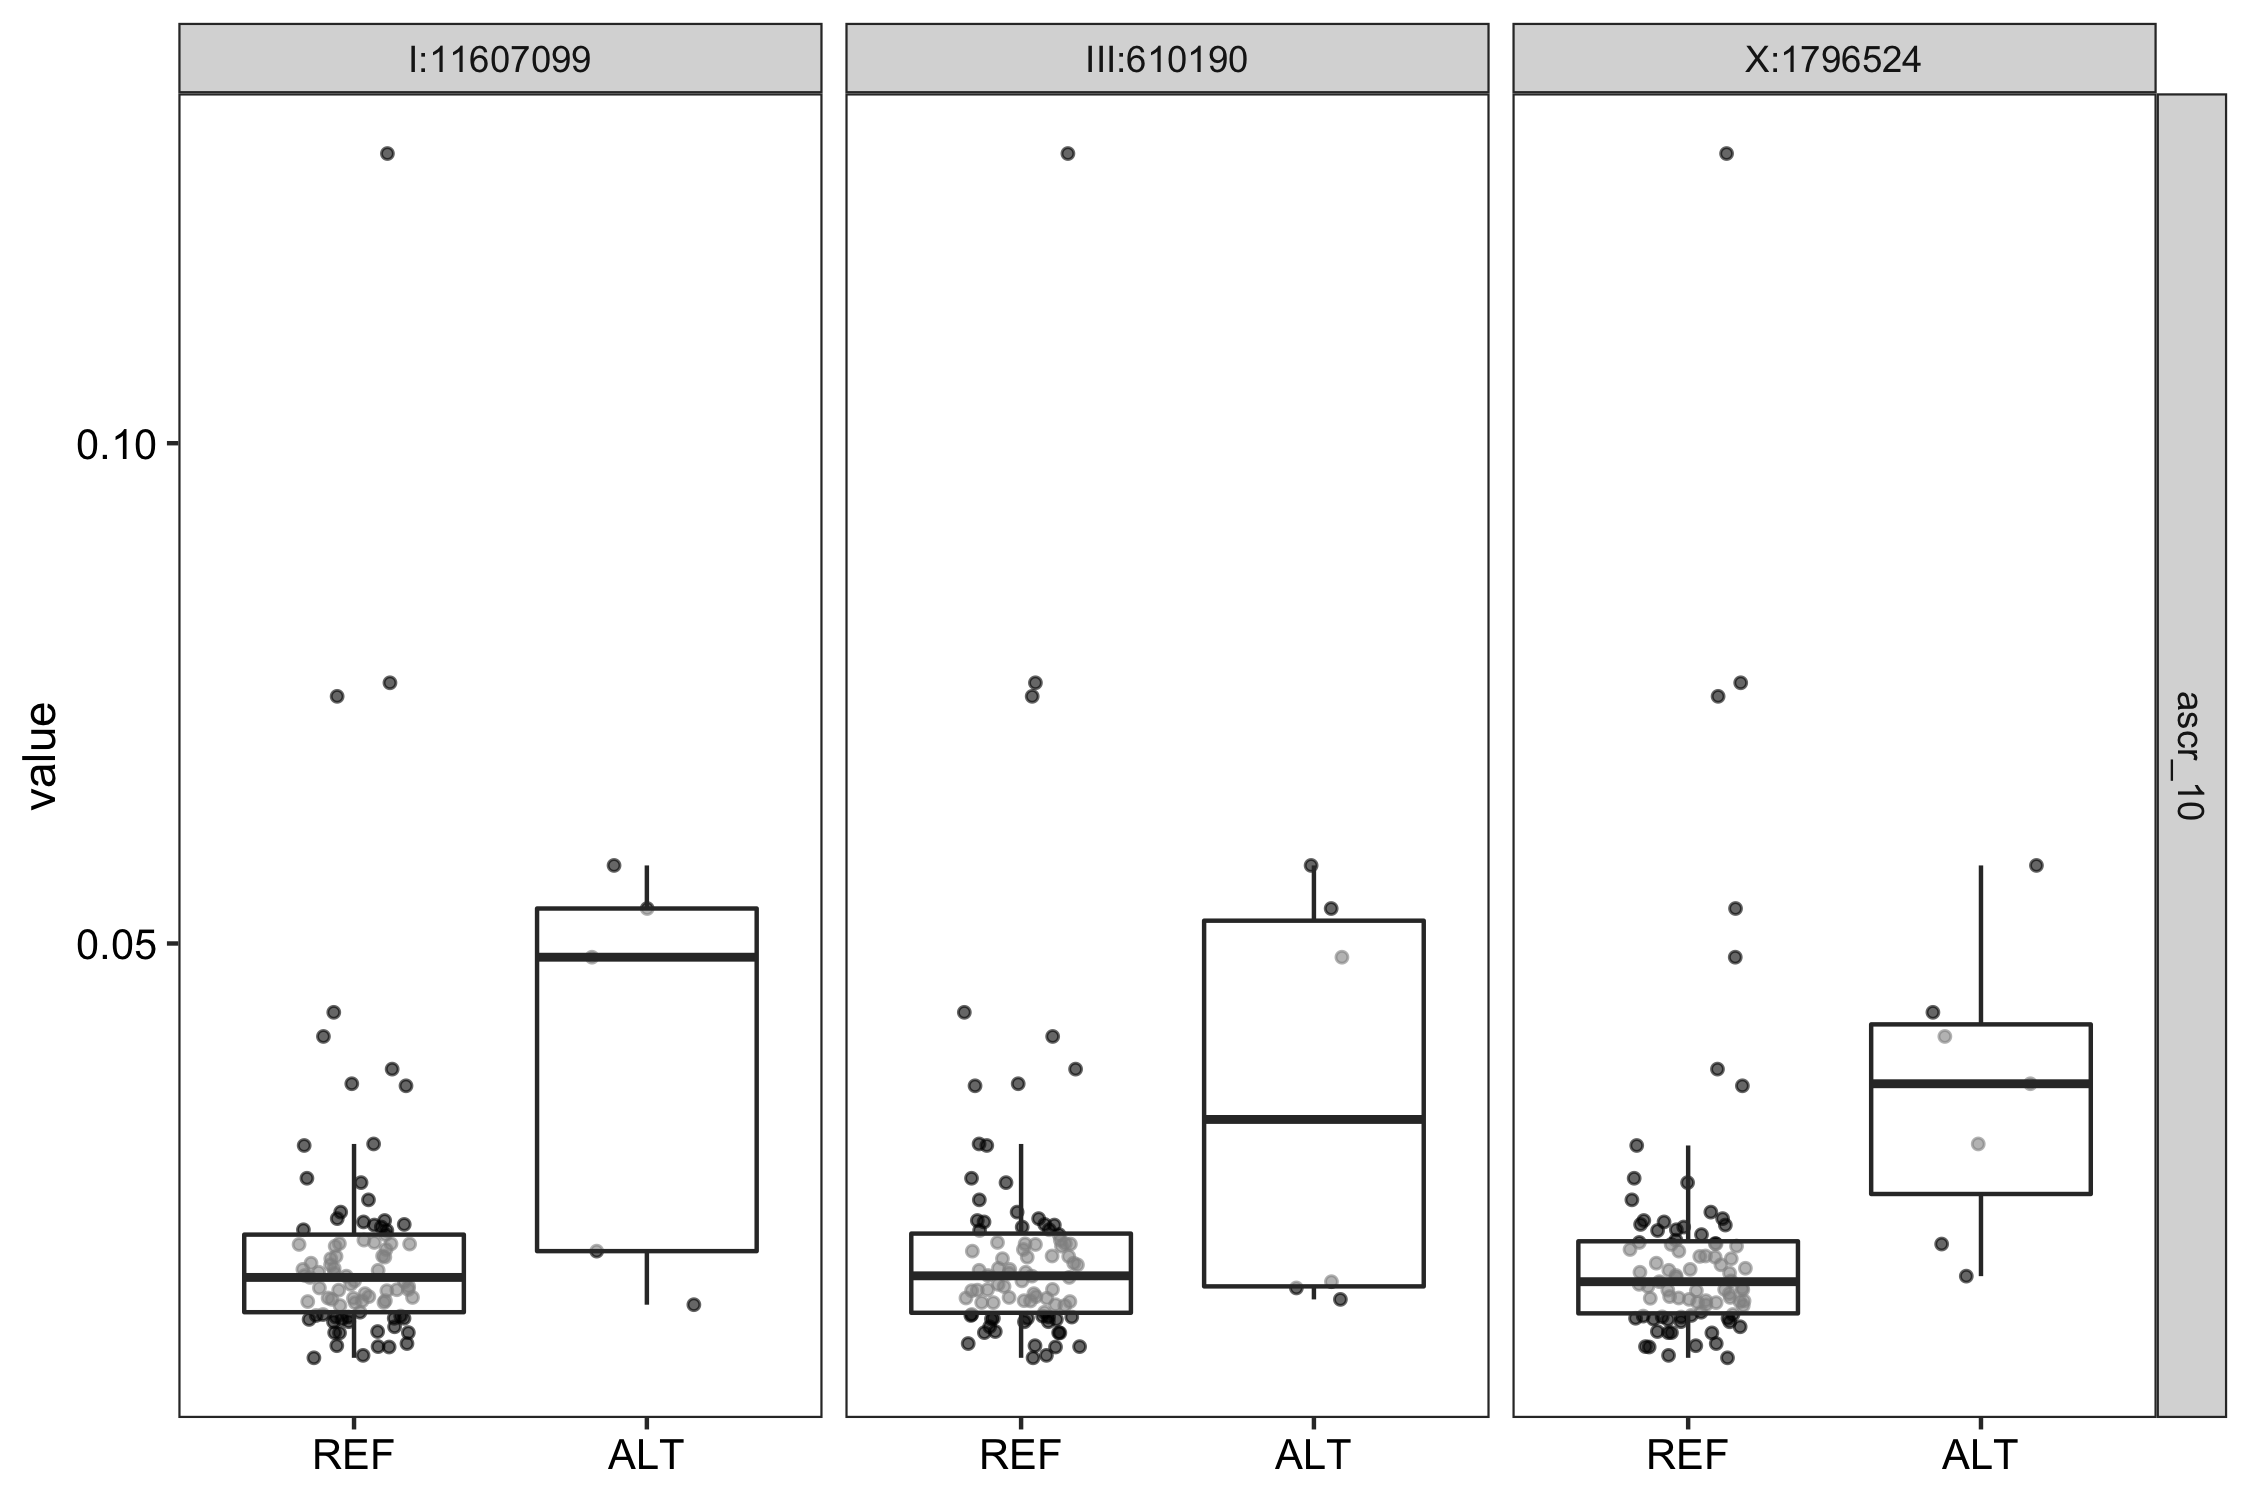 I:11607099
III:610190
X:1796524
ascr_10
value
0.10
0.05
REF
ALT
REF
ALT
REF
ALT